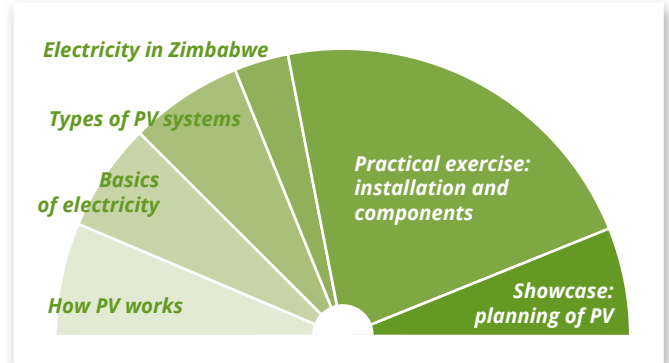 Electricity in Zimbabwe
Types of PV systems
Basics
of electricity
How PV works
Practical exercise:
installation and
components
Showcase:
planning of PV